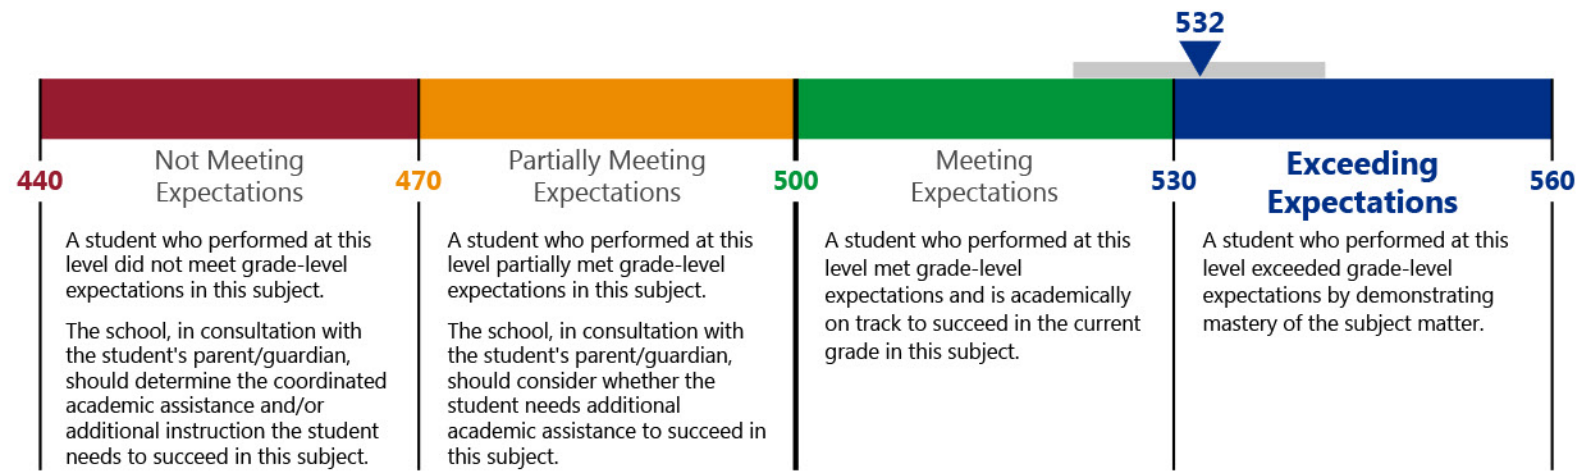 532
440
Not Meeting
Expectations
470
Partially Meeting
Expectations
500
Meeting
Expectations
530
Exceeding
Expectations
560
A student who performed at this
level did not meet grade-level
expectations in this subject.
The school, in consultation with
the student's parent/guardian,
should determine the coordinated
academic assistance and/or
additional instruction the student
needs to succeed in this subject.
A student who performed at this
level partially met grade-level
expectations in this subject.
The school, in consultation with
the student's parent/guardian,
should consider whether the
student needs additional
academic assistance to succeed in
this subject.
A student who performed at this
level met grade-level
expectations and is academically
on track to succeed in the current
grade in this subject.
A student who performed at this
level exceeded grade-level
expectations by demonstrating
mastery of the subject matter.